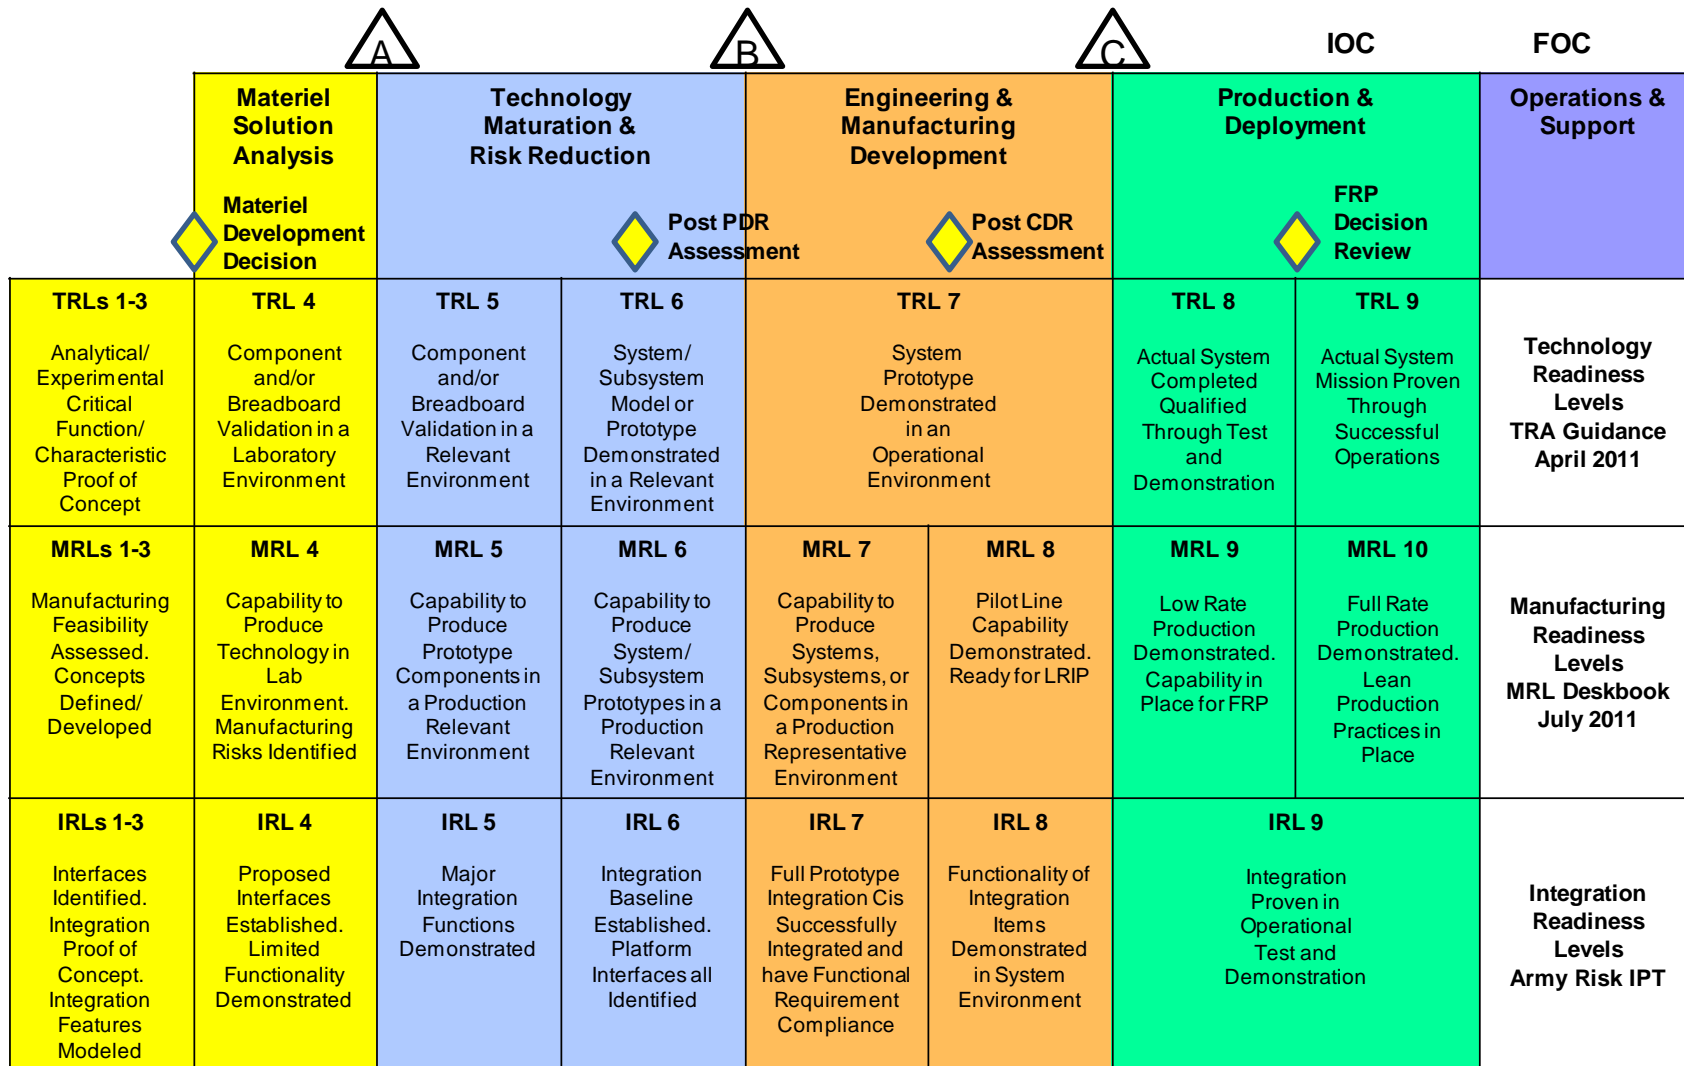 A
B
C
IOC
FOC
Materiel
Solution
Analysis
Technology
Maturation &
Risk Reduction
Engineering &
Manufacturing
Development
Production &
Deployment
Operations &
Support
Materiel
Development
Decision
Post PDR
Assessment
Post CDR
Assessment
FRP
Decision
Review
TRLs 1-3
Analytical/
Experimental
Critical
Function/
Characteristic
Proof of
Concept
TRL 4
Component
and/or
Breadboard
Validation in a
Laboratory
Environment
TRL 5
Component
and/or
Breadboard
Validation in a
Relevant
Environment
TRL 6
System/
Subsystem
Model or
Prototype
Demonstrated
in a Relevant
Environment
TRL 7
System
Prototype
Demonstrated
in an
Operational
Environment
TRL 8
Actual System
Completed
Qualified
Through Test
and
Demonstration
TRL 9
Actual System
Mission Proven
Through
Successful
Operations
Technology
Readiness
Levels
TRA Guidance
April 2011
MRLs 1-3
Manufacturing
Feasibility
Assessed.
Concepts
Defined/
Developed
MRL 4
Capability to
Produce
Technology in
Lab
Environment.
Manufacturing
Risks Identified
MRL 5
Capability to
Produce
Prototype
Components in
a Production
Relevant
Environment
MRL 6
Capability to
Produce
System/
Subsystem
Prototypes in a
Production
Relevant
Environment
MRL 7
Capability to
Produce
Systems,
Subsystems, or
Components in
a Production
Representative
Environment
MRL 8
Pilot Line
Capability
Demonstrated.
Ready for LRIP
MRL 9
Low Rate
Production
Demonstrated.
Capability in
Place for FRP
MRL 10
Full Rate
Production
Demonstrated.
Lean
Production
Practices in
Place
Manufacturing
Readiness
Levels
MRL Deskbook
July 2011
IRLs 1-3
Interfaces
Identified.
Integration
Proof of
Concept.
Integration
Features
Modeled
IRL 4
Proposed
Interfaces
Established.
Limited
Functionality
Demonstrated
IRL 5
Major
Integration
Functions
Demonstrated
IRL 6
Integration
Baseline
Established.
Platform
Interfaces all
Identified
IRL 7
Full Prototype
Integration Cis
Successfully
Integrated and
have Functional
Requirement
Compliance
IRL 8
Functionality of
Integration
Items
Demonstrated
in System
Environment
IRL 9
Integration
Proven in
Operational
Test and
Demonstration
Integration
Readiness
Levels
Army Risk IPT